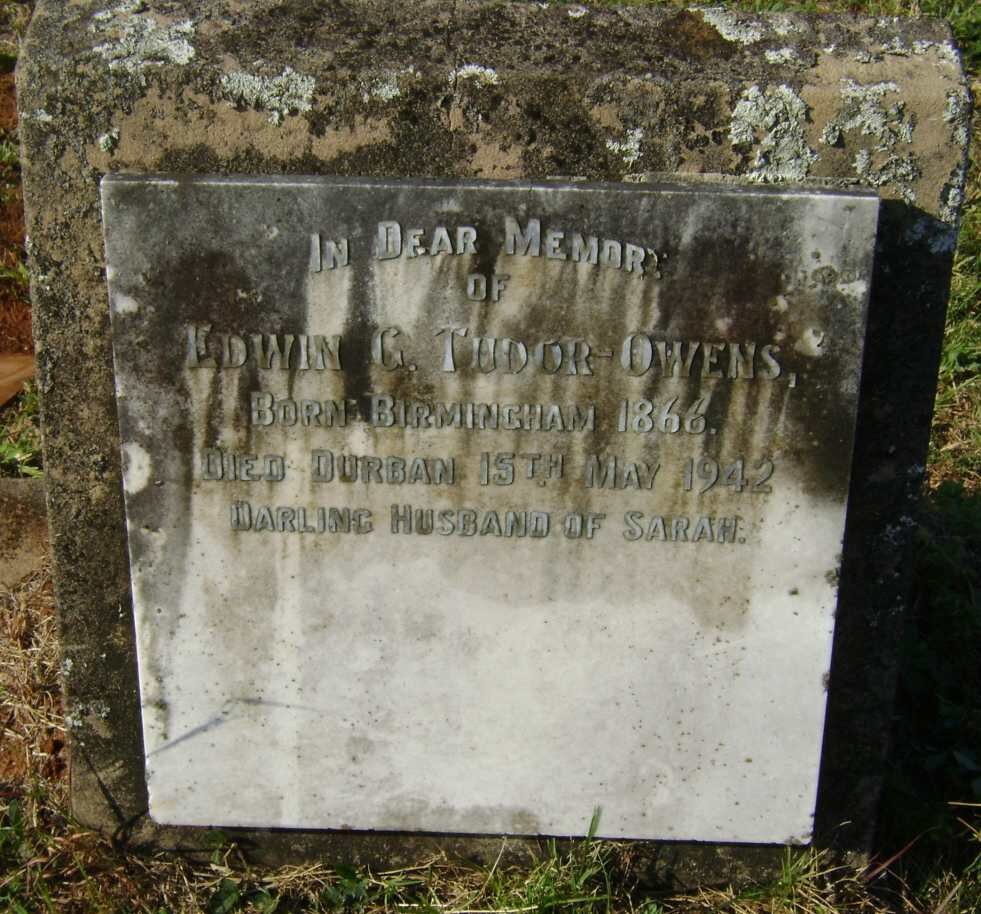 In Dear Memory
of
Edwin G. Tudor-Owens,
Born Birmingham 1866.
Died Durban 15th May 1942
Darling Husband of Sarah.